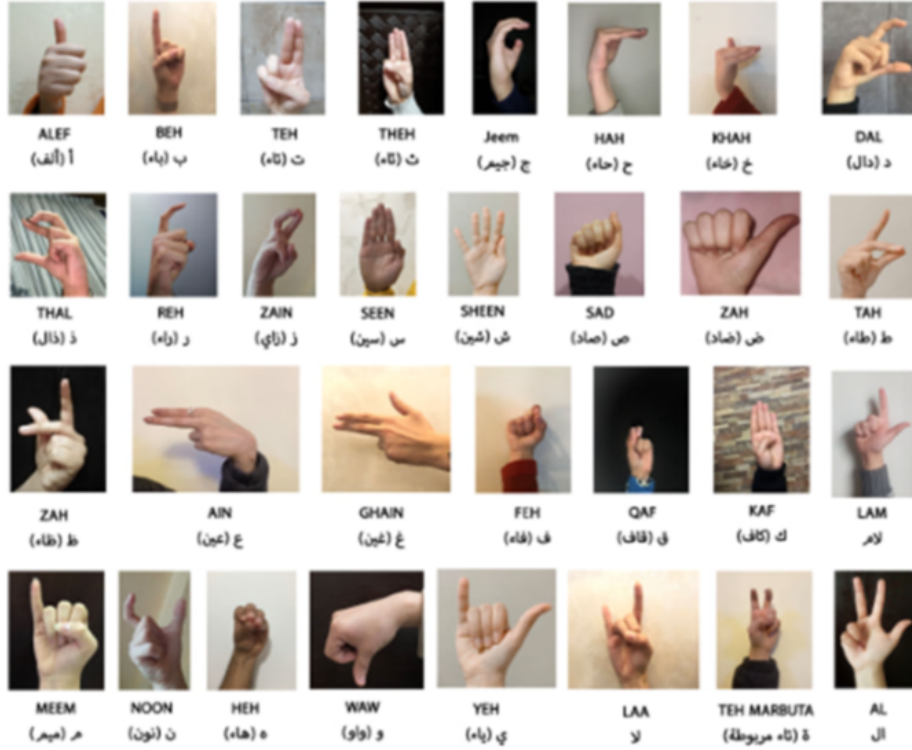 ALEF
أ (ألف)
BEH
ب (باء)
TEH
ت (تاء)
THEH
ث (ثاء)
Jeem
ج (جيم)
HAH
ح (حاء)
KHAH
خ (خاء)
DAL
د (دال)
THAL
ذ (ذال)
REH
ر (راء)
ZAIN
ز (زاي)
SEEN
س (سين)
SHEEN
ش (شين)
SAD
ص (صاد)
ZAH
ض (ضاد)
TAH
ط (طاء)
ZAH
ظ (ظاء)
AIN
ع (عين)
GHAIN
غ (غين)
FEH
ف (فاء)
QAF
ق (قاف)
KAF
ك (كاف)
LAM
لام
MEEM
م (ميم)
NOON
ن (نون)
HEH
ه (هاء)
WAW
و (واو)
YEH
ي (ياء)
LAA
لا
TEH MARBUTA
ة (تاء مربوطة)
AL
ال